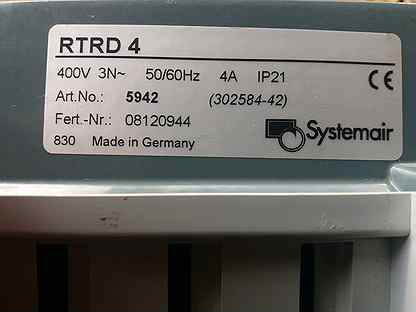 RTRD 4
400V 3N~ 50/60Hz 4A IP21
CE
Art.No.: 5942 (302584-42)
Fert.-Nr.: 08120944
Systemair
830 Made in Germany